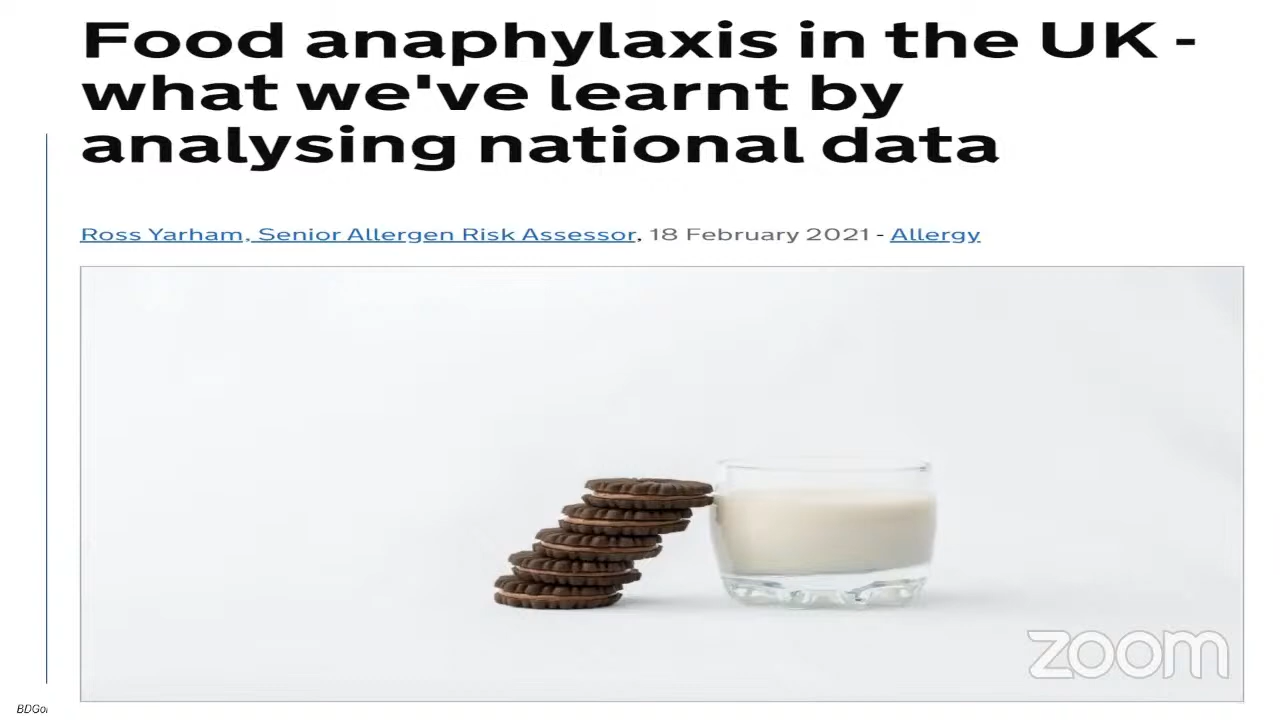 Food anaphylaxis in the UK -
what we've learnt by
analysing national data
Ross Yarham, Senior Allergen Risk Assessor, 18 February 2021 - Allergy
zoom